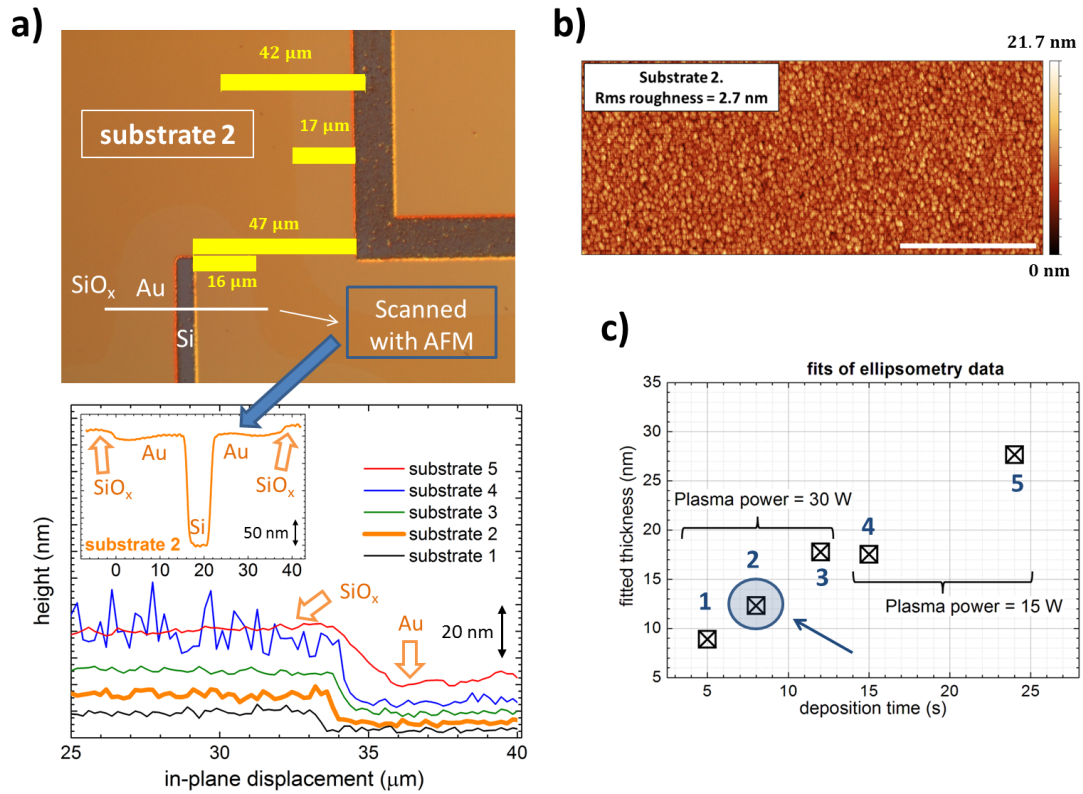 a)
42 μm
17 μm
substrate 2
47 μm
16 μm
SiOₓ
Au
Si
Scanned
with AFM
b)
21.7 nm
Substrate 2.
Rms roughness = 2.7 nm
0 nm
height (nm)
Au
Au
SiOₓ
SiOₓ
Si
50 nm
substrate 2
0 10 20 30 40
substrate 5
substrate 4
substrate 3
substrate 2
substrate 1
SiOₓ
Au
20 nm
25 30 35 40
in-plane displacement (μm)
c)
fits of ellipsometry data
fitted thickness (nm)
35
30
25
20
15
10
5
Plasma power = 30 W
1
2
3
4
5
Plasma power = 15 W
5 10 15 20 25
deposition time (s)